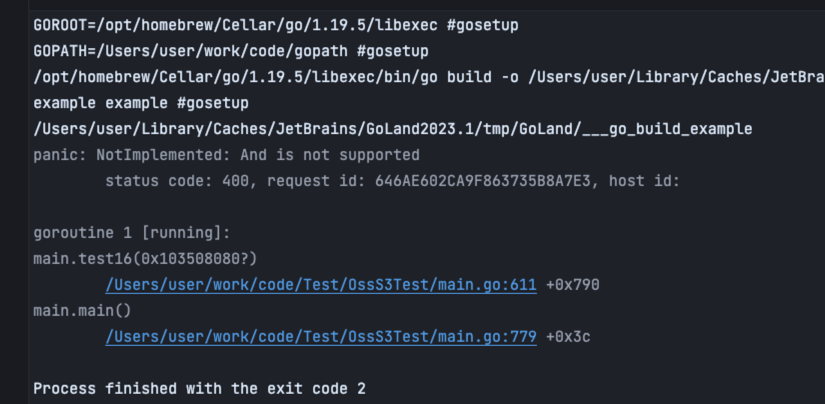 GOROOT=/opt/homebrew/Cellar/go/1.19.5/libexec #gosetup
GOPATH=/Users/user/work/code/gopath #gosetup
/opt/homebrew/Cellar/go/1.19.5/libexec/bin/go build -o /Users/user/Library/Caches/JetBra
example example #gosetup
/Users/user/Library/Caches/JetBrains/GoLand2023.1/tmp/GoLand/___go_build_example
panic: NotImplemented: And is not supported
status code: 400, request id: 646AE602CA9F863735B8A7E3, host id:
goroutine 1 [running]:
main.test16(0x103508080?)
/Users/user/work/code/Test/OssS3Test/main.go:611 +0x790
main.main()
/Users/user/work/code/Test/OssS3Test/main.go:779 +0x3c
Process finished with the exit code 2